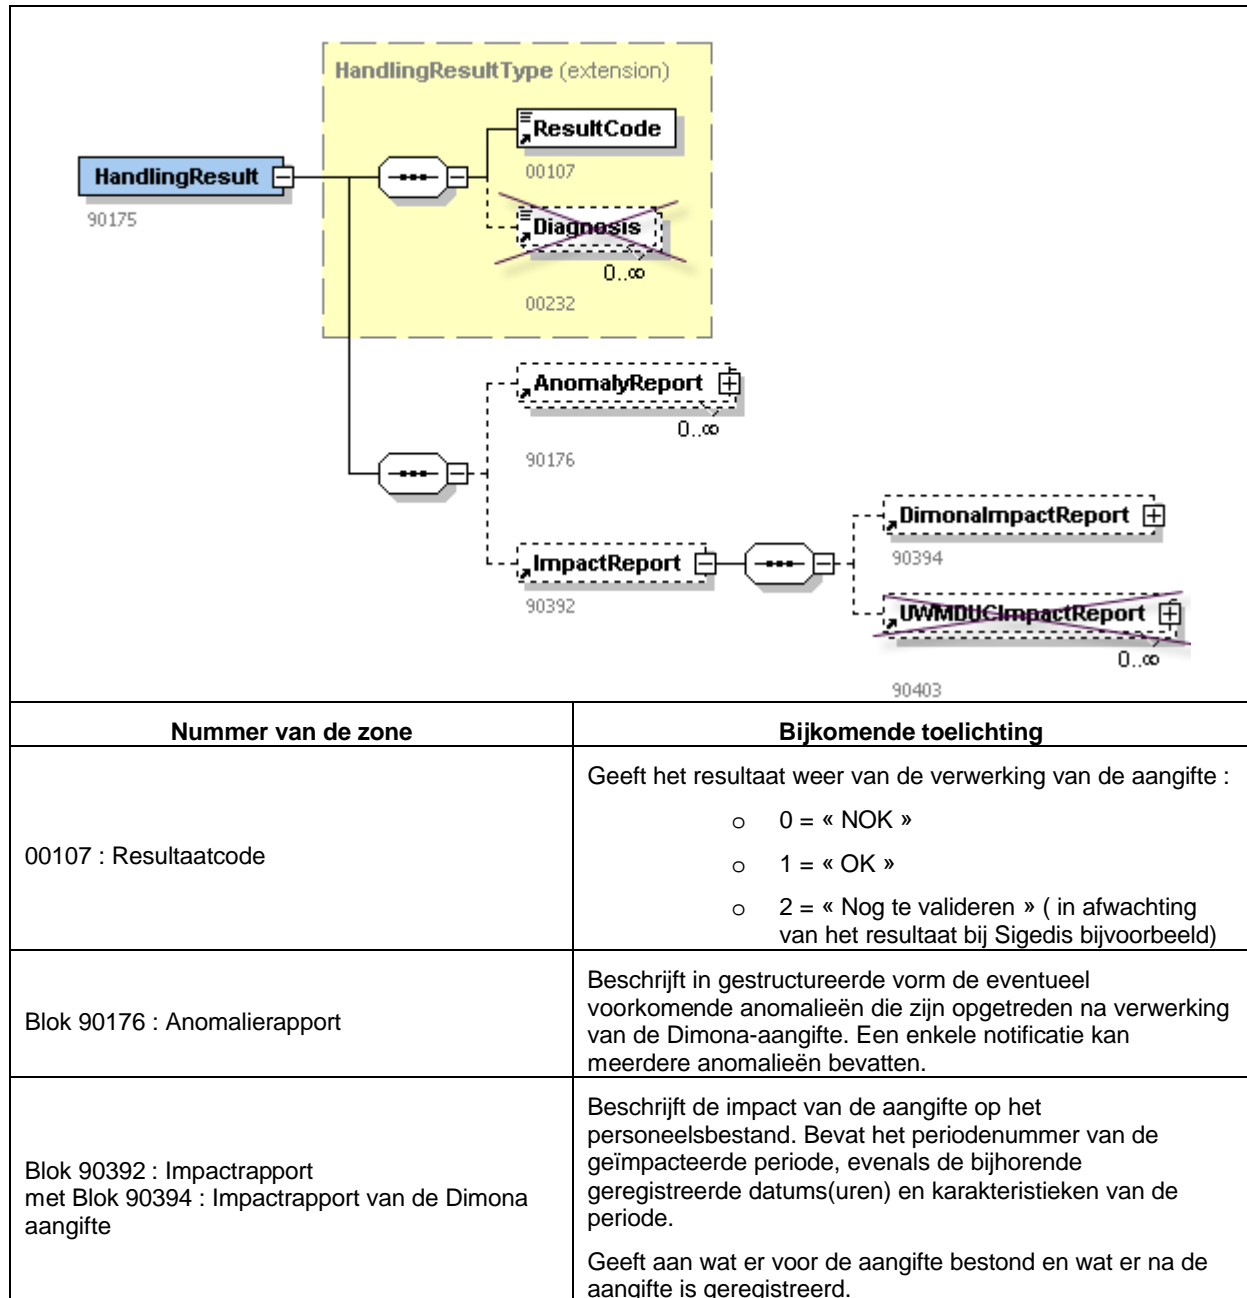 HandlingResultType (extension)
ResultCode
00107
HandlingResult
90175
Diagnosis
0..∞
00232
AnomalyReport
0..∞
90176
DimonaImpactReport
90394
ImpactReport
90392
UWMDUCImpactReport
0..∞
90403
Nummer van de zone
Bijkomende toelichting
00107 : Resultaatcode
Geeft het resultaat weer van de verwerking van de aangifte :
o 0 = « NOK »
o 1 = « OK »
o 2 = « Nog te valideren » ( in afwachting
van het resultaat bij Sigedis bijvoorbeeld)
Blok 90176 : Anomalierapport
Beschrijft in gestructureerde vorm de eventueel
voorkomende anomalieën die zijn opgetreden na verwerking
van de Dimona-aangifte. Een enkele notificatie kan
meerdere anomalieën bevatten.
Blok 90392 : Impactrapport
met Blok 90394 : Impactrapport van de Dimona
aangifte
Beschrijft de impact van de aangifte op het
personeelsbestand. Bevat het periodenummer van de
geïmpacteerde periode, evenals de bijhorende
geregistreerde datums(uren) en karakteristieken van de
periode.
Geeft aan wat er voor de aangifte bestond en wat er na de
aangifte is geregistreerd.